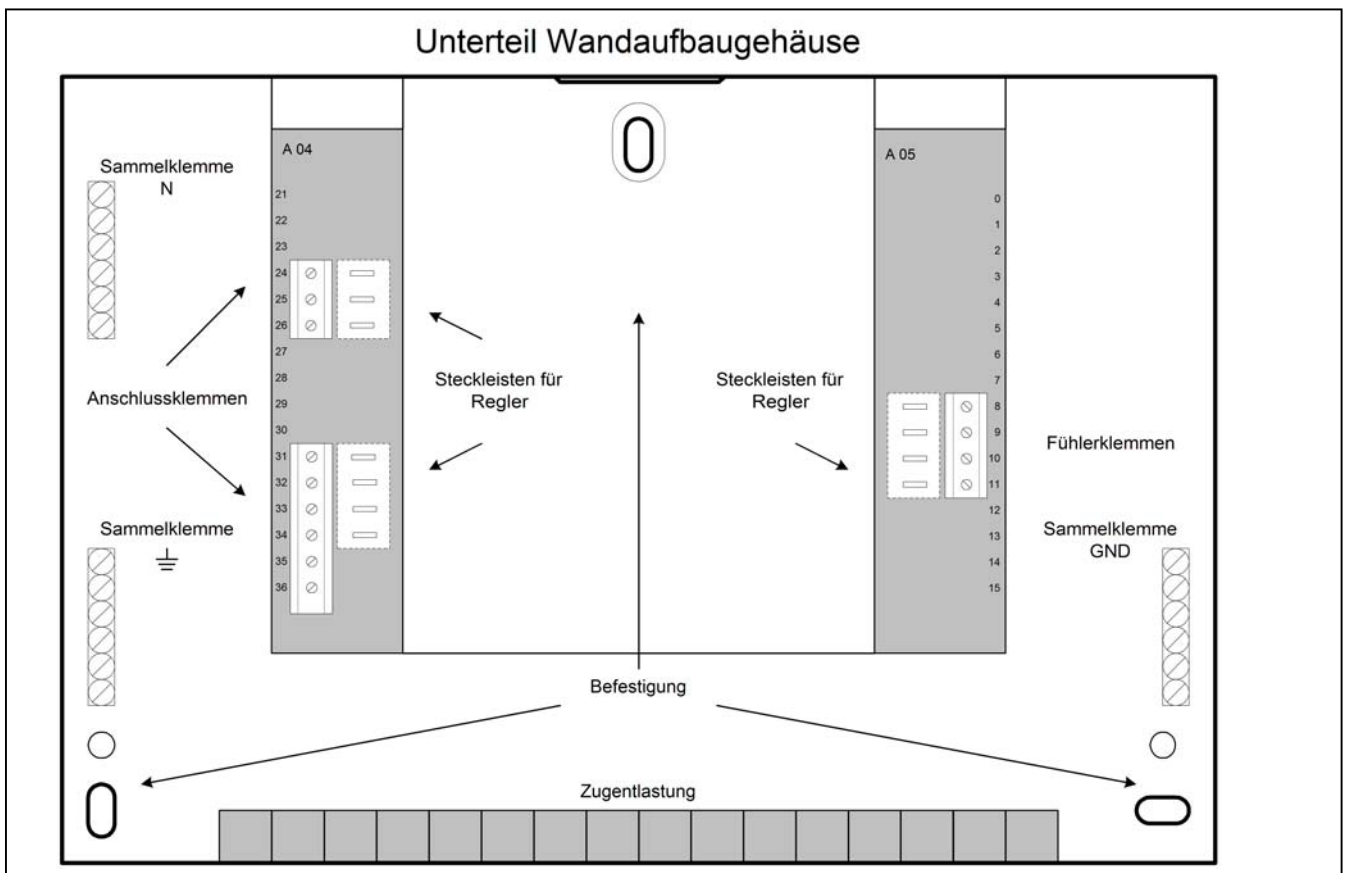 Unterteil Wandaufbaugehäuse
Sammelklemme
N
Anschlussklemmen
Sammelklemme
A 04
21
22
23
24
25
26
27
28
29
30
31
32
33
34
35
36
Steckleisten für
Regler
Steckleisten für
Regler
A 05
0
1
2
3
4
5
6
7
8
9
10
11
12
13
14
15
Fühlerklemmen
Sammelklemme
GND
Befestigung
Zugentlastung